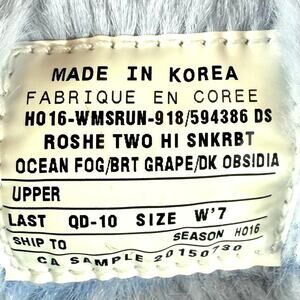 MADE IN KOREA
FABRIQUE EN COREE
HO16-WMSRUN-918/594386 DS
ROSHE TWO HI SNKRBT
OCEAN FOG/BRT GRAPE/DK OBSIDIA
UPPER
LAST QD-10 SIZE W'7
SHIP TO SEASON HO16
CA SAMPLE 20150730